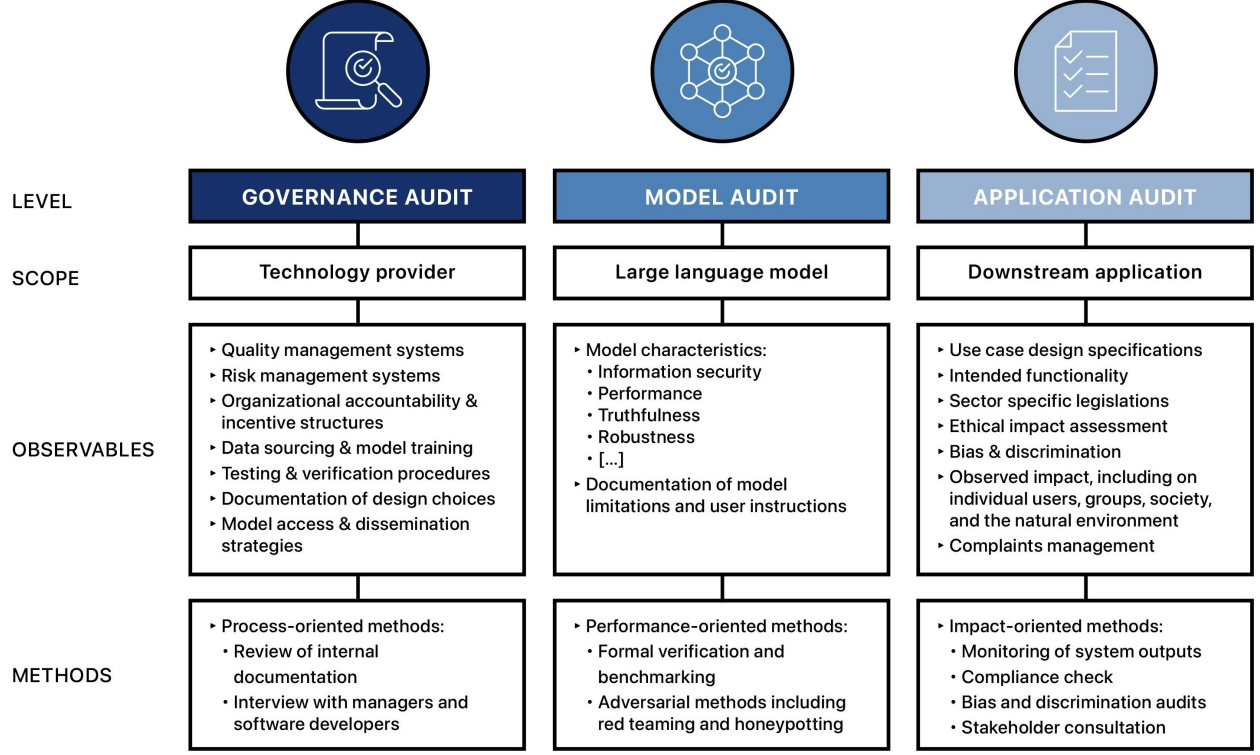 LEVEL
GOVERNANCE AUDIT
MODEL AUDIT
APPLICATION AUDIT
SCOPE
Technology provider
Large language model
Downstream application
OBSERVABLES
‣ Quality management systems
‣ Risk management systems
‣ Organizational accountability &
incentive structures
‣ Data sourcing & model training
‣ Testing & verification procedures
‣ Documentation of design choices
‣ Model access & dissemination
strategies
‣ Model characteristics:
• Information security
• Performance
• Truthfulness
• Robustness
• [...]
‣ Documentation of model
limitations and user instructions
‣ Use case design specifications
‣ Intended functionality
‣ Sector specific legislations
‣ Ethical impact assessment
‣ Bias & discrimination
‣ Observed impact, including on
individual users, groups, society,
and the natural environment
‣ Complaints management
METHODS
‣ Process-oriented methods:
• Review of internal
documentation
• Interview with managers and
software developers
‣ Performance-oriented methods:
• Formal verification and
benchmarking
• Adversarial methods including
red teaming and honeypotting
‣ Impact-oriented methods:
• Monitoring of system outputs
• Compliance check
• Bias and discrimination audits
• Stakeholder consultation